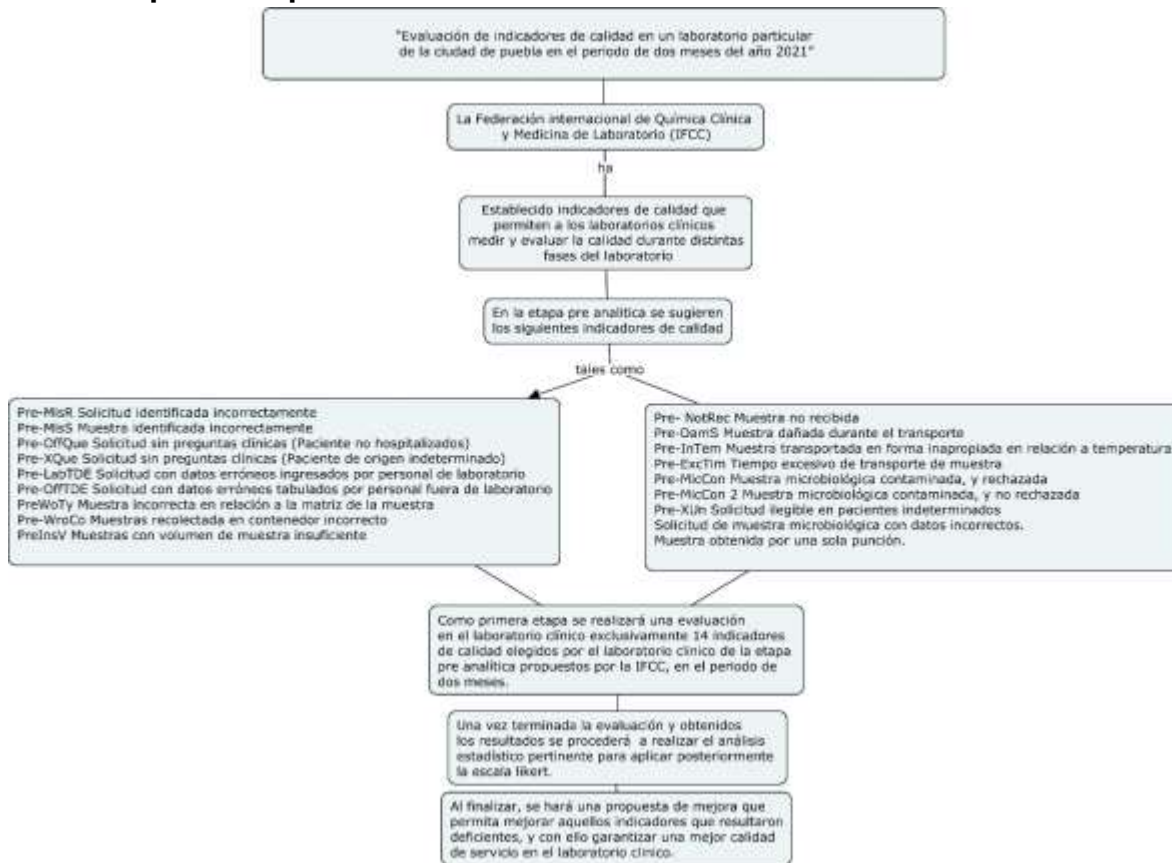 "Evaluación de indicadores de calidad en un laboratorio particular
de la ciudad de puebla en el periodo de dos meses del año 2021"
La Federación internacional de Química Clínica
y Medicina de Laboratorio (IFCC)
ha
Establecido indicadores de calidad que
permiten a los laboratorios clínicos
medir y evaluar la calidad durante distintas
fases del laboratorio
En la etapa pre analítica se sugieren
los siguientes indicadores de calidad
tales como
Pre-MisR Solicitud identificada incorrectamente
Pre-MisS Muestra identificada incorrectamente
Pre-OffQue Solicitud sin preguntas clínicas (Paciente no hospitalizados)
Pre-XQue Solicitud sin preguntas clínicas (Paciente de origen indeterminado)
Pre-LabTDE Solicitud con datos erróneos ingresados por personal de laboratorio
Pre-OffTDE Solicitud con datos erróneos tabulados por personal fuera de laboratorio
PreWoTy Muestra incorrecta en relación a la matriz de la muestra
Pre-WroCo Muestras recolectada en contenedor incorrecto
PreInsV Muestras con volumen de muestra insuficiente
Pre- NotRec Muestra no recibida
Pre-DamS Muestra dañada durante el transporte
Pre-InTem Muestra transportada en forma inapropiada en relación a temperatura
Pre-ExcTim Tiempo excesivo de transporte de muestra
Pre-MicCon Muestra microbiológica contaminada, y rechazada
Pre-MicCon 2 Muestra microbiológica contaminada, y no rechazada
Pre-XUn Solicitud ilegible en pacientes indeterminados
Solicitud de muestra microbiológica con datos incorrectos.
Muestra obtenida por una sola punción.
Como primera etapa se realizará una evaluación
en el laboratorio clínico exclusivamente 14 indicadores
de calidad elegidos por el laboratorio clínico de la etapa
pre analítica propuestos por la IFCC, en el periodo de
dos meses.
Una vez terminada la evaluación y obtenidos
los resultados se procederá a realizar el análisis
estadístico pertinente para aplicar posteriormente
la escala likert.
Al finalizar, se hará una propuesta de mejora que
permita mejorar aquellos indicadores que resultaron
deficientes, y con ello garantizar una mejor calidad
de servicio en el laboratorio clínico.